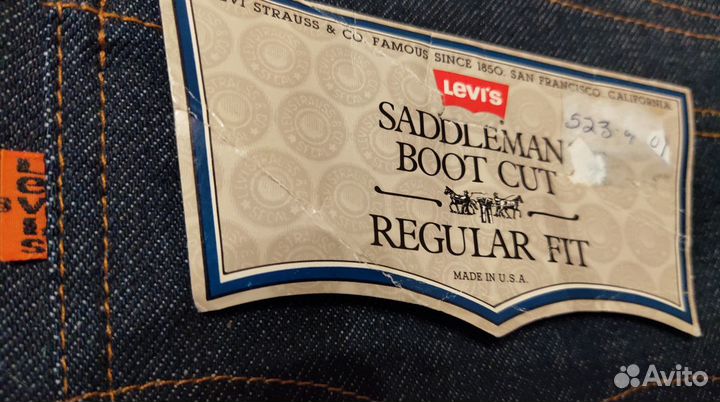 LEVI STRAUSS & CO. FAMOUS SINCE 1850. SAN FRANCISCO. CALIFORNIA
Levi's
523
01
SADDLEMAN
BOOT CUT
REGULAR FIT
MADE IN U.S.A.
LEVI'S
Avito